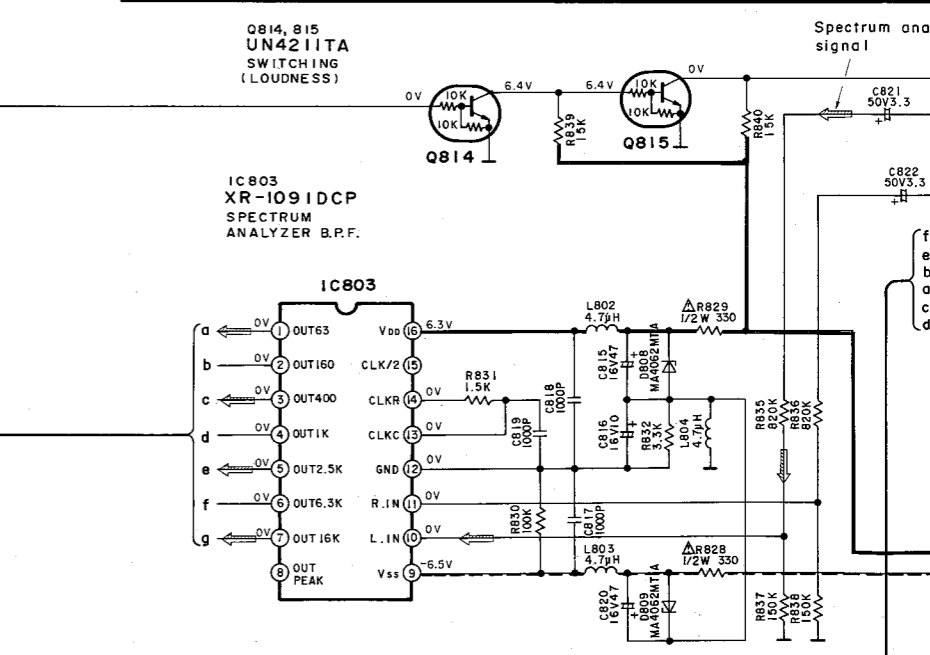 Q814, 815
UN4211TA
SWITCHING
(LOUDNESS)
Spectrum ana
signal
0V
10K
10K
Q814
6.4V
R839
15K
6.4V
10K
10K
Q815
0V
R840
15K
C821
50V3.3
+
C822
50V3.3
+
IC803
XR-1091DCP
SPECTRUM
ANALYZER B.P.F.
f
e
b
a
c
d
IC803
a 0V 1 OUT63
b 0V 2 OUT160
c 0V 3 OUT400
d 0V 4 OUT1K
e 0V 5 OUT2.5K
f 0V 6 OUT6.3K
g 0V 7 OUT16K
8 OUT
PEAK
VDD 16 6.3V
CLK/2 15
CLKR 14 0V
CLKC 13 0V
GND 12 0V
R.IN 11 0V
L.IN 10 0V
Vss 9 -6.5V
R831
1.5K
C819
1000P
C818
1000P
R830
100K
C817
1000P
L802
4.7μH
⚠R829
1/2W 330
C815
16V47
+
D808
MA4062MTA
C816
16V10
+
R832
3.3K
L804
4.7μH
L803
4.7μH
⚠R828
1/2W 330
C820
16V47
+
D809
MA4062MTA
R835
820K
R836
820K
R837
150K
R838
150K